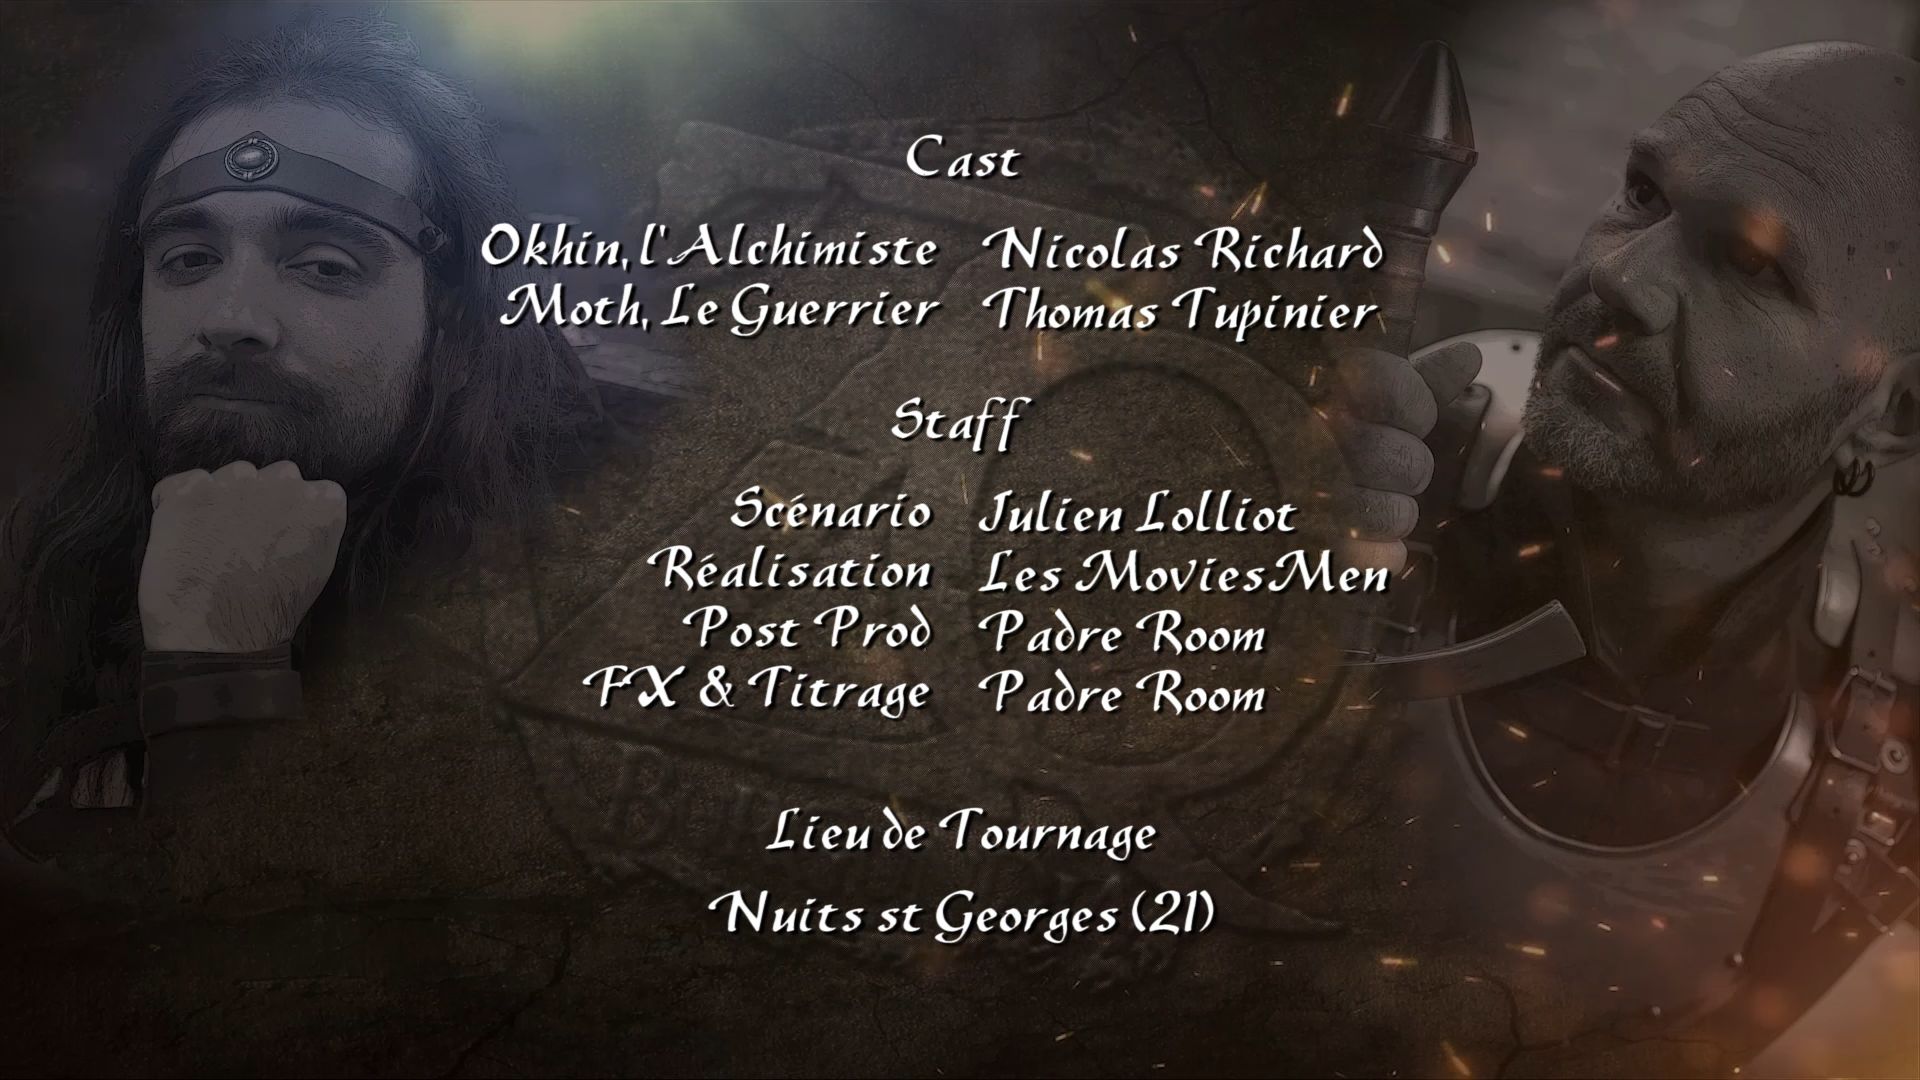 Cast
Okhin, l'Alchimiste Nicolas Richard
Moth, Le Guerrier Thomas Tupinier
Staff
Scénario Julien Lolliot
Réalisation Les MoviesMen
Post Prod Padre Room
FX & Titrage Padre Room
Lieu de Tournage
Nuits st Georges (21)